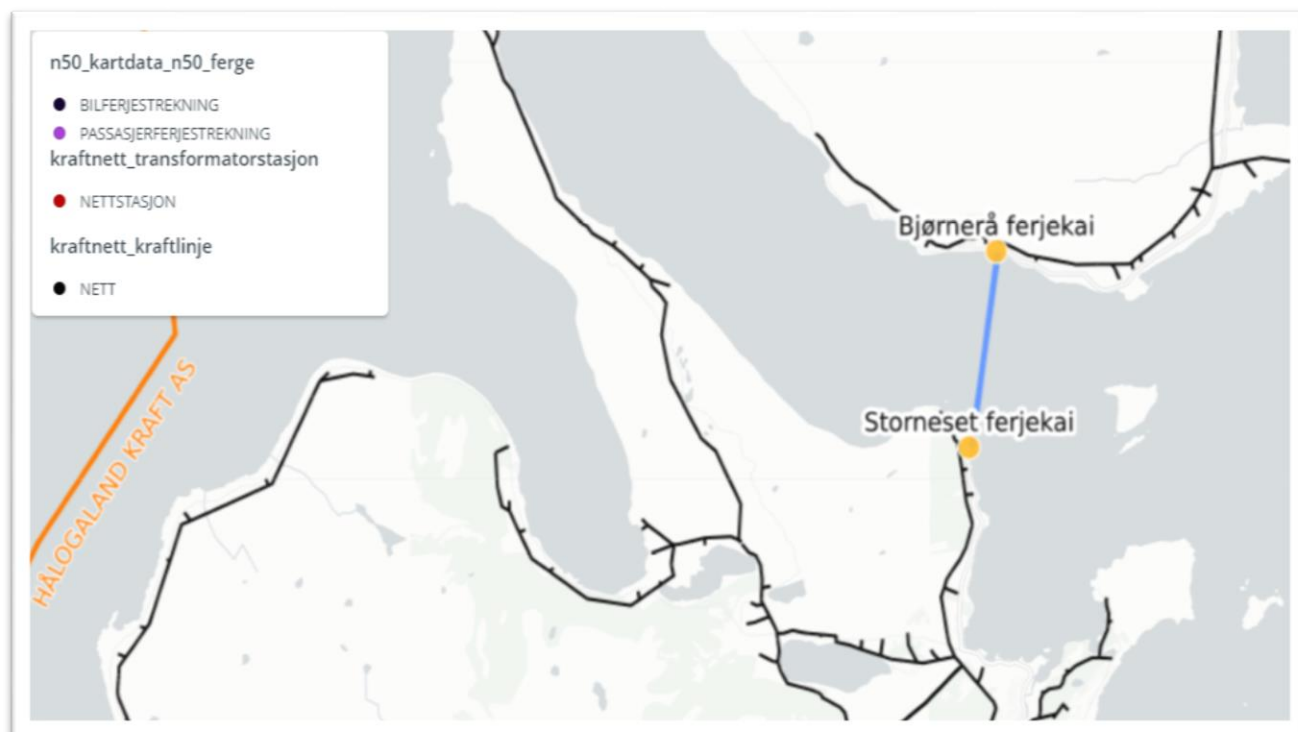 n50_kartdata_n50_ferge
BILFERJESTREKNING
PASSASJERFERJESTREKNING
kraftnett_transformatorstasjon
NETTSTASJON
kraftnett_kraftlinje
NETT
Bjørnerå ferjekai
Storneset ferjekai
HÅLOGALAND KRAFT AS